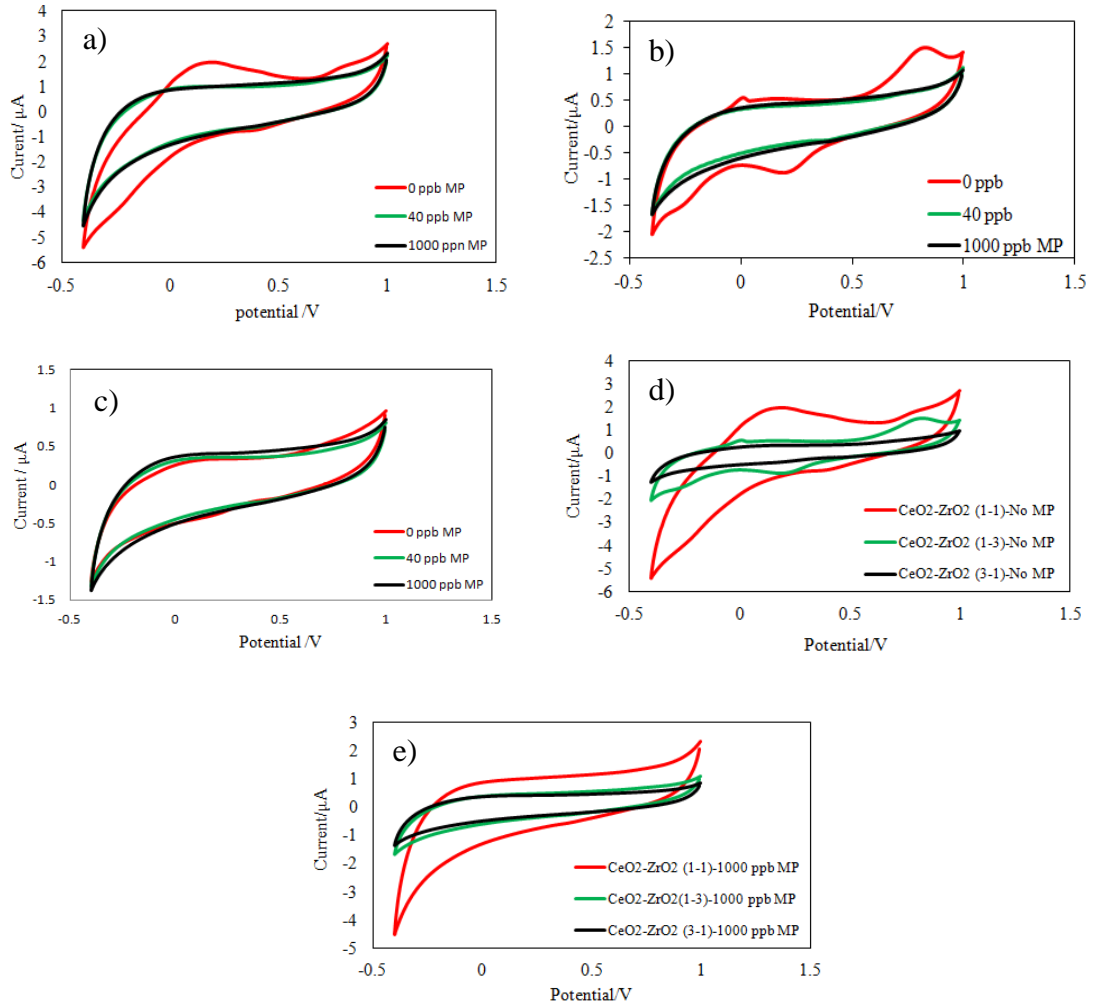 a)
4
3
2
1
0
-1
-2
-3
-4
-5
-6
Curent/ µA
-0.5
0
0.5
1
1.5
potential /V
0 ppb MP
40 ppb MP
1000 ppn MP
b)
2
1.5
1
0.5
0
-0.5
-1
-1.5
-2
-2.5
Current/µA
-0.5
0
0.5
1
1.5
Potential/V
0 ppb
40 ppb
1000 ppb MP
c)
1.5
1
0.5
0
-0.5
-1
-1.5
Current / µA
-0.5
0
0.5
1
1.5
Potential /V
0 ppb MP
40 ppb MP
1000 ppb MP
d)
4
3
2
1
0
-1
-2
-3
-4
-5
-6
Current/µA
-0.5
0
0.5
1
1.5
Potential/V
CeO2-ZrO2 (1-1)-No MP
CeO2-ZrO2 (1-3)-No MP
CeO2-ZrO2 (3-1)-No MP
e)
3
2
1
0
-1
-2
-3
-4
-5
Current/µA
-0.5
0
0.5
1
1.5
Potential/V
CeO2-ZrO2 (1-1)-1000 ppb MP
CeO2-ZrO2(1-3)-1000 ppb MP
CeO2-ZrO2 (3-1)-1000 ppb MP